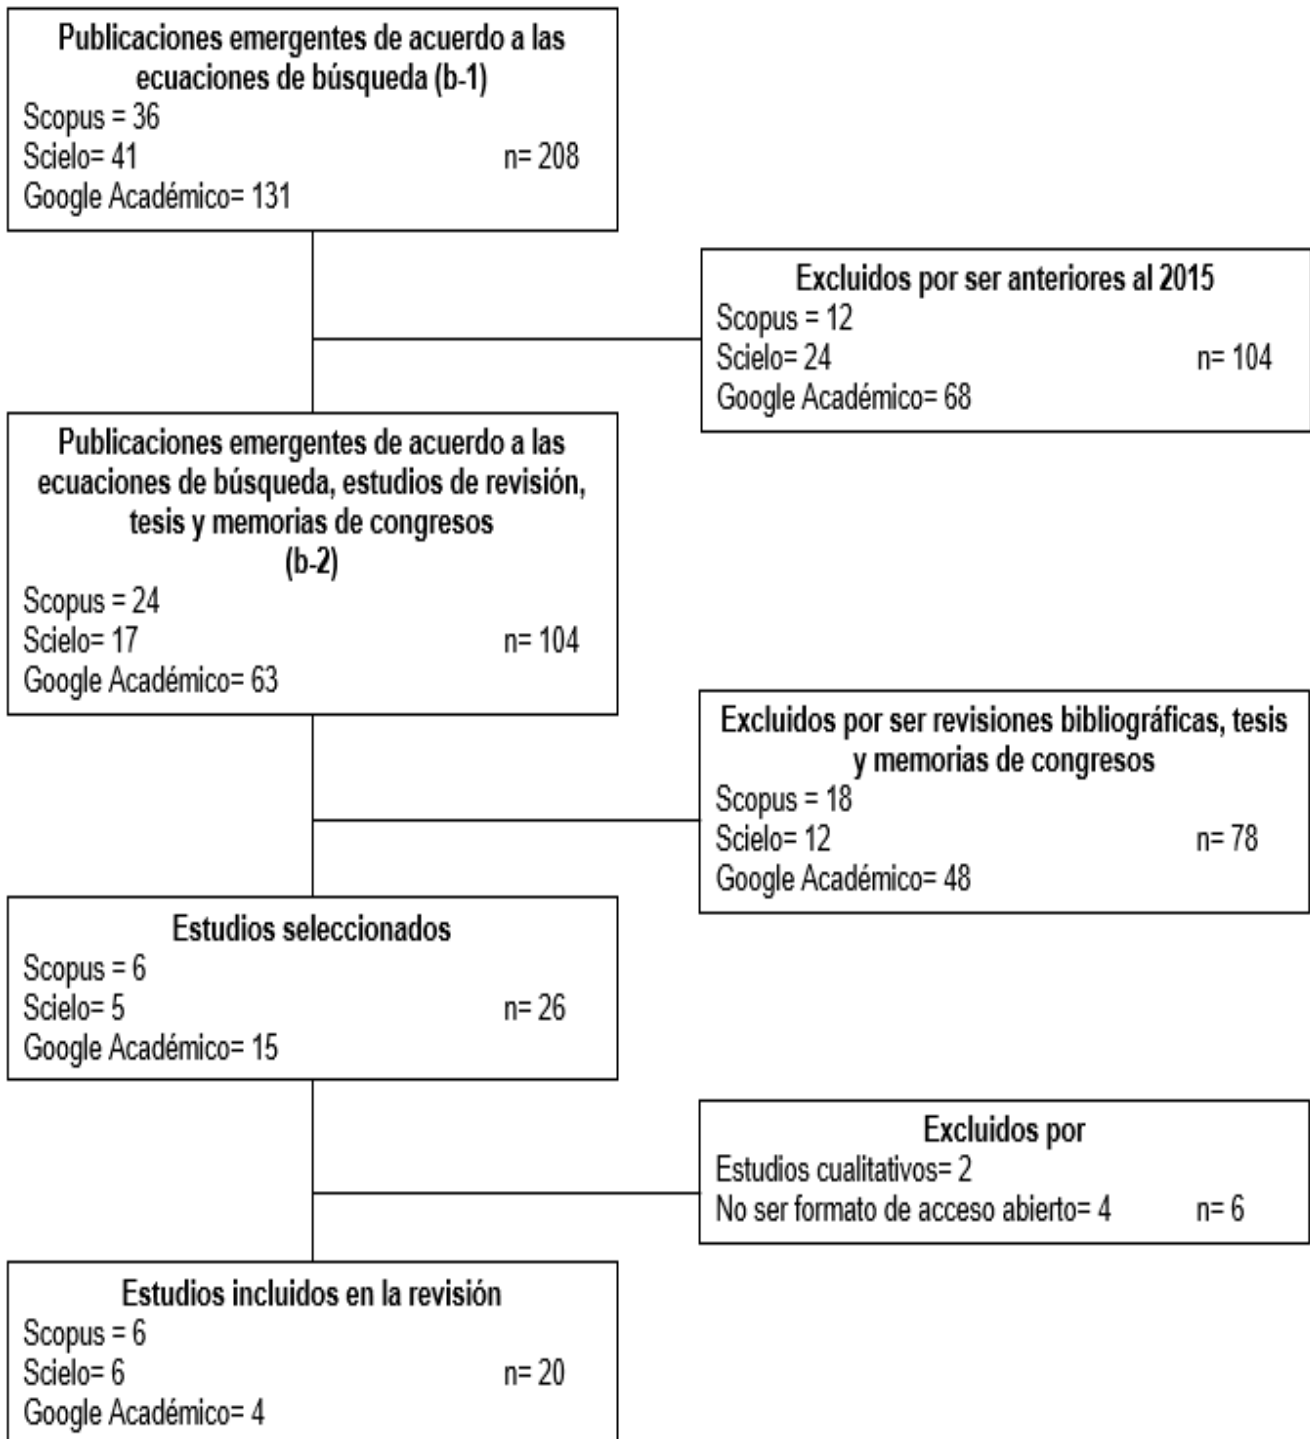 Publicaciones emergentes de acuerdo a las
ecuaciones de búsqueda (b-1)
Scopus = 36
Scielo= 41 n= 208
Google Académico= 131
Excluidos por ser anteriores al 2015
Scopus = 12
Scielo= 24 n= 104
Google Académico= 68
Publicaciones emergentes de acuerdo a las
ecuaciones de búsqueda, estudios de revisión,
tesis y memorias de congresos
(b-2)
Scopus = 24
Scielo= 17 n= 104
Google Académico= 63
Excluidos por ser revisiones bibliográficas, tesis
y memorias de congresos
Scopus = 18
Scielo= 12 n= 78
Google Académico= 48
Estudios seleccionados
Scopus = 6
Scielo= 5 n= 26
Google Académico= 15
Excluidos por
Estudios cualitativos= 2
No ser formato de acceso abierto= 4 n= 6
Estudios incluidos en la revisión
Scopus = 6
Scielo= 6 n= 20
Google Académico= 4